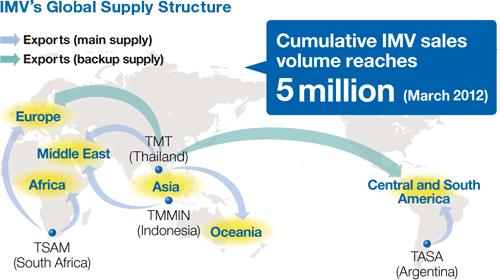 IMV's Global Supply Structure
Exports (main supply)
Exports (backup supply)
Cumulative IMV sales
volume reaches
5 million (March 2012)
Europe
Middle East
Africa
TMT
(Thailand)
Asia
TMMIN
(Indonesia)
Oceania
Central and South
America
TSAM
(South Africa)
TASA
(Argentina)